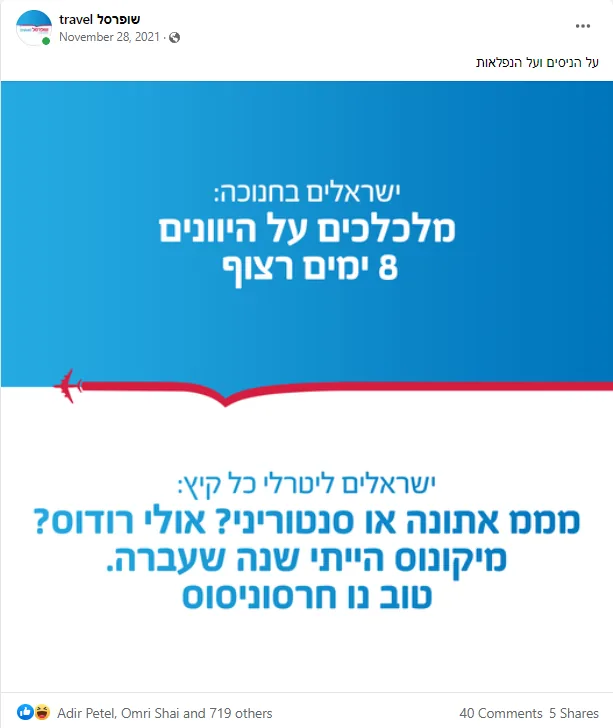 שופרסל travel
November 28, 2021
על הניסים ועל הנפלאות
ישראלים בחנוכה:
מלכלכים על היוונים
8 ימים רצוף
ישראלים ליטרלי כל קיץ:
מממ אתונה או סנטוריני? אולי רודוס?
מיקונוס הייתי שנה שעברה.
טוב נו חרסוניסוס
Adir Petel, Omri Shai and 719 others
40 Comments 5 Shares